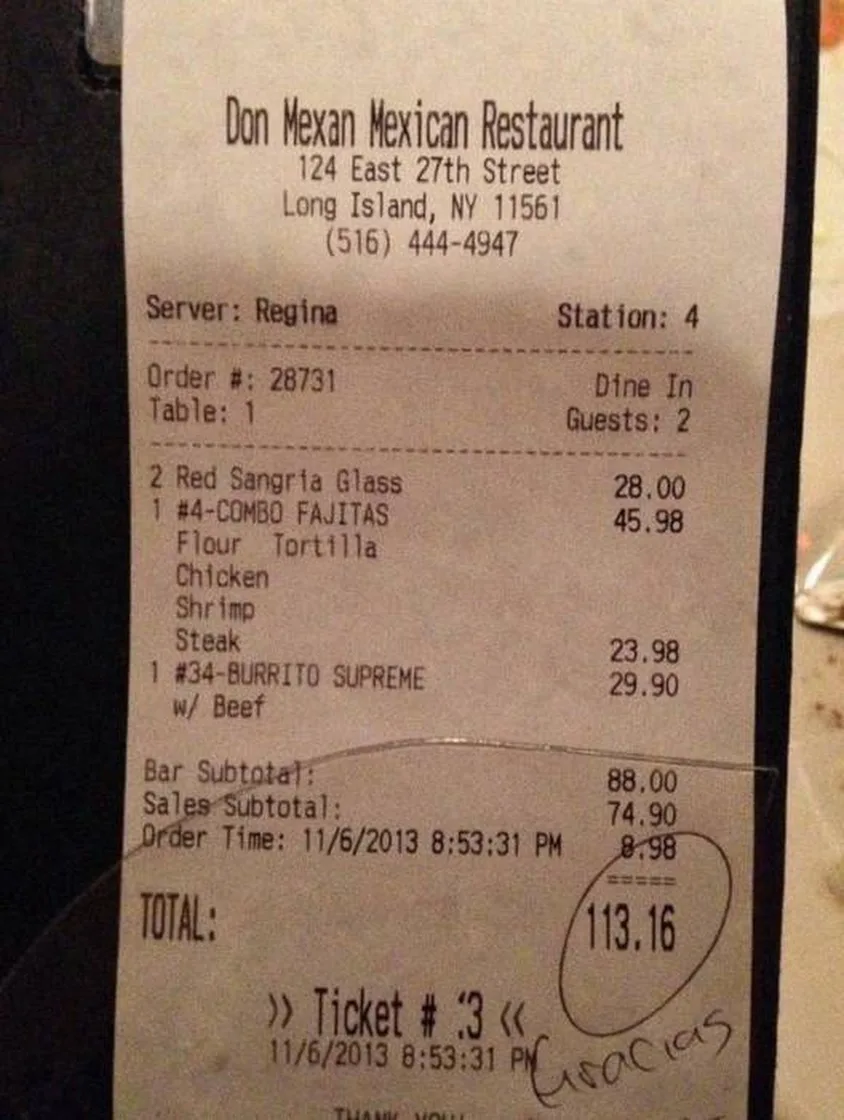 Don Mexan Mexican Restaurant
124 East 27th Street
Long Island, NY 11561
(516) 444-4947
Server: Regina Station: 4
Order #: 28731 Dine In
Table: 1 Guests: 2
2 Red Sangria Glass 28.00
1 #4-COMBO FAJITAS 45.98
Flour Tortilla
Chicken
Shrimp
Steak 23.98
1 #34-BURRITO SUPREME 29.90
w/ Beef
Bar Subtotal: 88.00
Sales Subtotal: 74.90
Order Time: 11/6/2013 8:53:31 PM 8.98
=====
TOTAL: 113.16
>> Ticket # :3 <<
11/6/2013 8:53:31 PM
Gracias
THANK YOU!